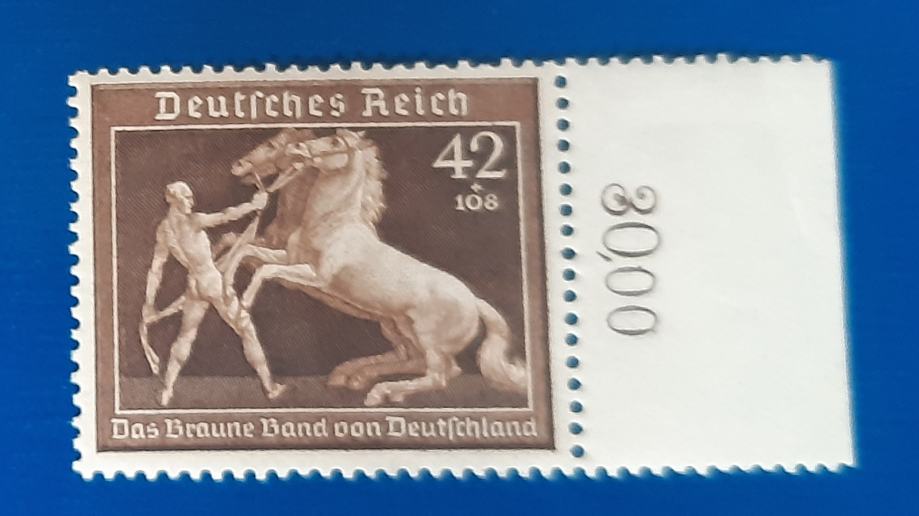 Deutsches Reich
42
+
108
Das Braune Band von Deutschland
30,00